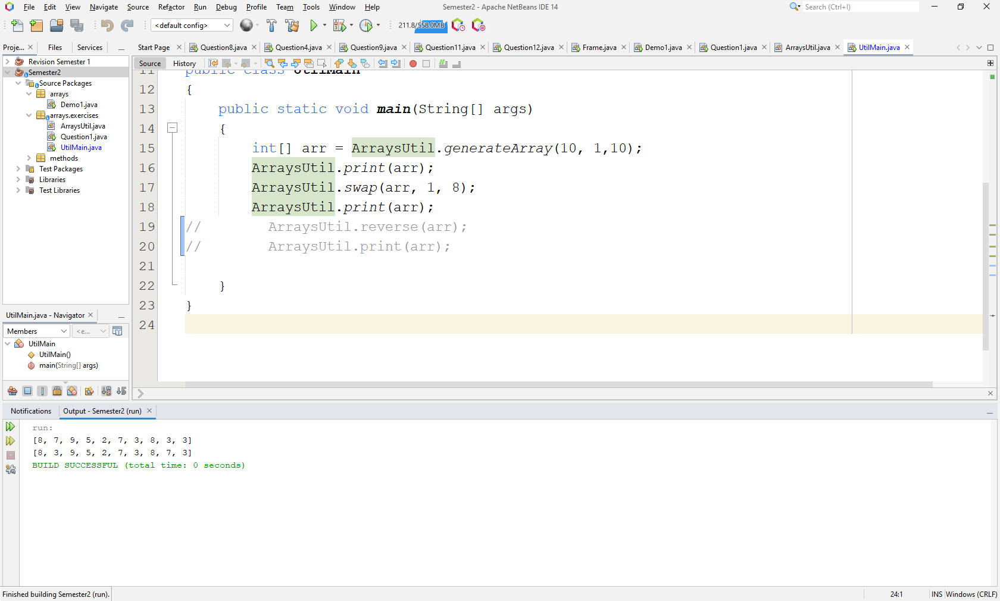 File Edit View Navigate Source Refactor Run Debug Profile Team Tools Window Help
Semester2 - Apache NetBeans IDE 14
Search (Ctrl+I)
<default config>
211.8/558.0MB
Proje... Files Services
Start Page Question8.java Question4.java Question9.java Question11.java Question12.java Frame.java Demo1.java Question1.java ArraysUtil.java UtilMain.java
Source History
Revision Semester 1
Semester2
Source Packages
arrays
Demo1.java
arrays.exercises
ArraysUtil.java
Question1.java
UtilMain.java
methods
Test Packages
Libraries
Test Libraries
11 public class UtilMain
12 {
13 public static void main(String[] args)
14 {
15 int[] arr = ArraysUtil.generateArray(10, 1,10);
16 ArraysUtil.print(arr);
17 ArraysUtil.swap(arr, 1, 8);
18 ArraysUtil.print(arr);
19 // ArraysUtil.reverse(arr);
20 // ArraysUtil.print(arr);
21
22 }
23 }
24
UtilMain.java - Navigator
Members <e...
UtilMain
UtilMain()
main(String[] args)
Notifications Output - Semester2 (run)
run:
[8, 7, 9, 5, 2, 7, 3, 8, 3, 3]
[8, 3, 9, 5, 2, 7, 3, 8, 7, 3]
BUILD SUCCESSFUL (total time: 0 seconds)
Finished building Semester2 (run).
24:1 INS Windows (CRLF)